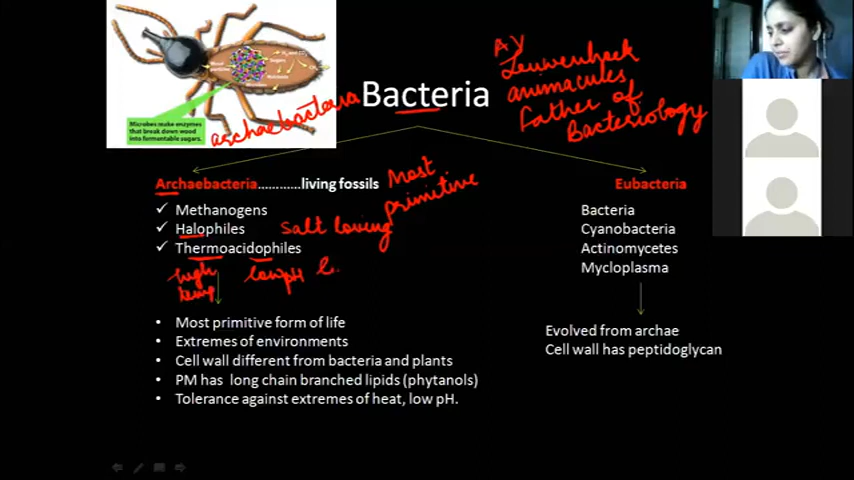 Bacteria
AV
Leuwenhoek
animacules
Father of
Bacteriology
archaebacteria
Microbes make enzymes
that break down wood
into fermentable sugars.
Archaebacteria............living fossils
Most
primitive
✓ Methanogens
✓ Halophiles
Salt loving
✓ Thermoacidophiles
high
temp
low pH
• Most primitive form of life
• Extremes of environments
• Cell wall different from bacteria and plants
• PM has long chain branched lipids (phytanols)
• Tolerance against extremes of heat, low pH.
Eubacteria
Bacteria
Cyanobacteria
Actinomycetes
Mycloplasma
Evolved from archae
Cell wall has peptidoglycan